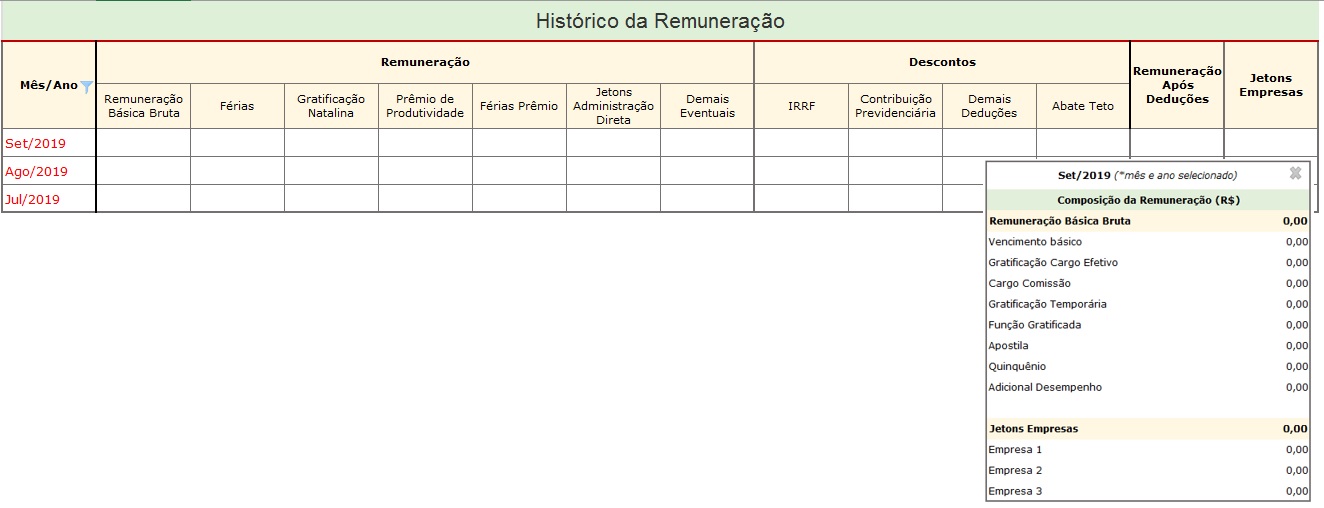 Histórico da Remuneração
Mês/Ano
Remuneração
Descontos
Remuneração
Após
Deduções
Jetons
Empresas
Remuneração
Básica Bruta
Férias
Gratificação
Natalina
Prêmio de
Produtividade
Férias Prêmio
Jetons
Administração
Direta
Demais
Eventuais
IRRF
Contribuição
Previdenciária
Demais
Deduções
Abate Teto
Set/2019
Ago/2019
Jul/2019
Set/2019 (*mês e ano selecionado)
Composição da Remuneração (R$)
Remuneração Básica Bruta 0,00
Vencimento básico 0,00
Gratificação Cargo Efetivo 0,00
Cargo Comissão 0,00
Gratificação Temporária 0,00
Função Gratificada 0,00
Apostila 0,00
Quinquênio 0,00
Adicional Desempenho 0,00
Jetons Empresas 0,00
Empresa 1 0,00
Empresa 2 0,00
Empresa 3 0,00